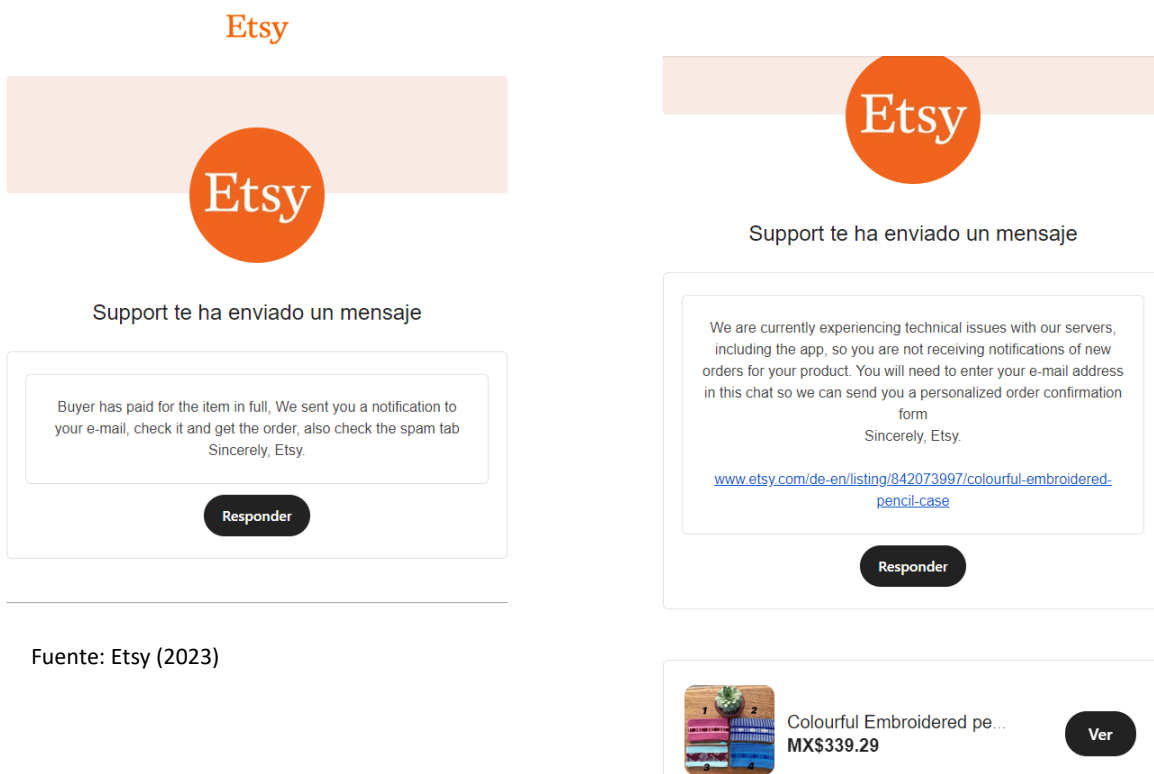 Etsy
Etsy
Support te ha enviado un mensaje
Buyer has paid for the item in full, We sent you a notification to
your e-mail, check it and get the order, also check the spam tab
Sincerely, Etsy.
Responder
Fuente: Etsy (2023)
Etsy
Support te ha enviado un mensaje
We are currently experiencing technical issues with our servers,
including the app, so you are not receiving notifications of new
orders for your product. You will need to enter your e-mail address
in this chat so we can send you a personalized order confirmation
form
Sincerely, Etsy.
www.etsy.com/de-en/listing/842073997/colourful-embroidered-
pencil-case
Responder
1 2
3 4
Colourful Embroidered pe...
MX$339.29
Ver